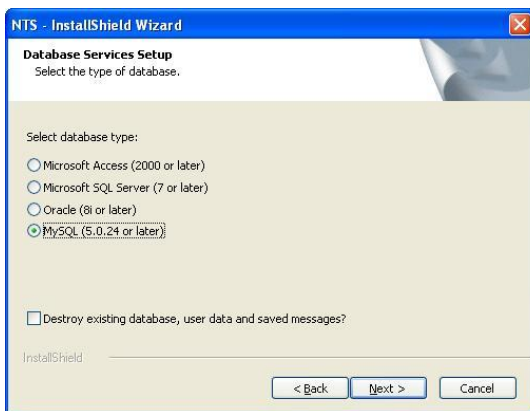 NTS - InstallShield Wizard
Database Services Setup
Select the type of database.
Select database type:
Microsoft Access (2000 or later)
Microsoft SQL Server (7 or later)
Oracle (8i or later)
MySQL (5.0.24 or later)
Destroy existing database, user data and saved messages?
InstallShield
< Back Next > Cancel